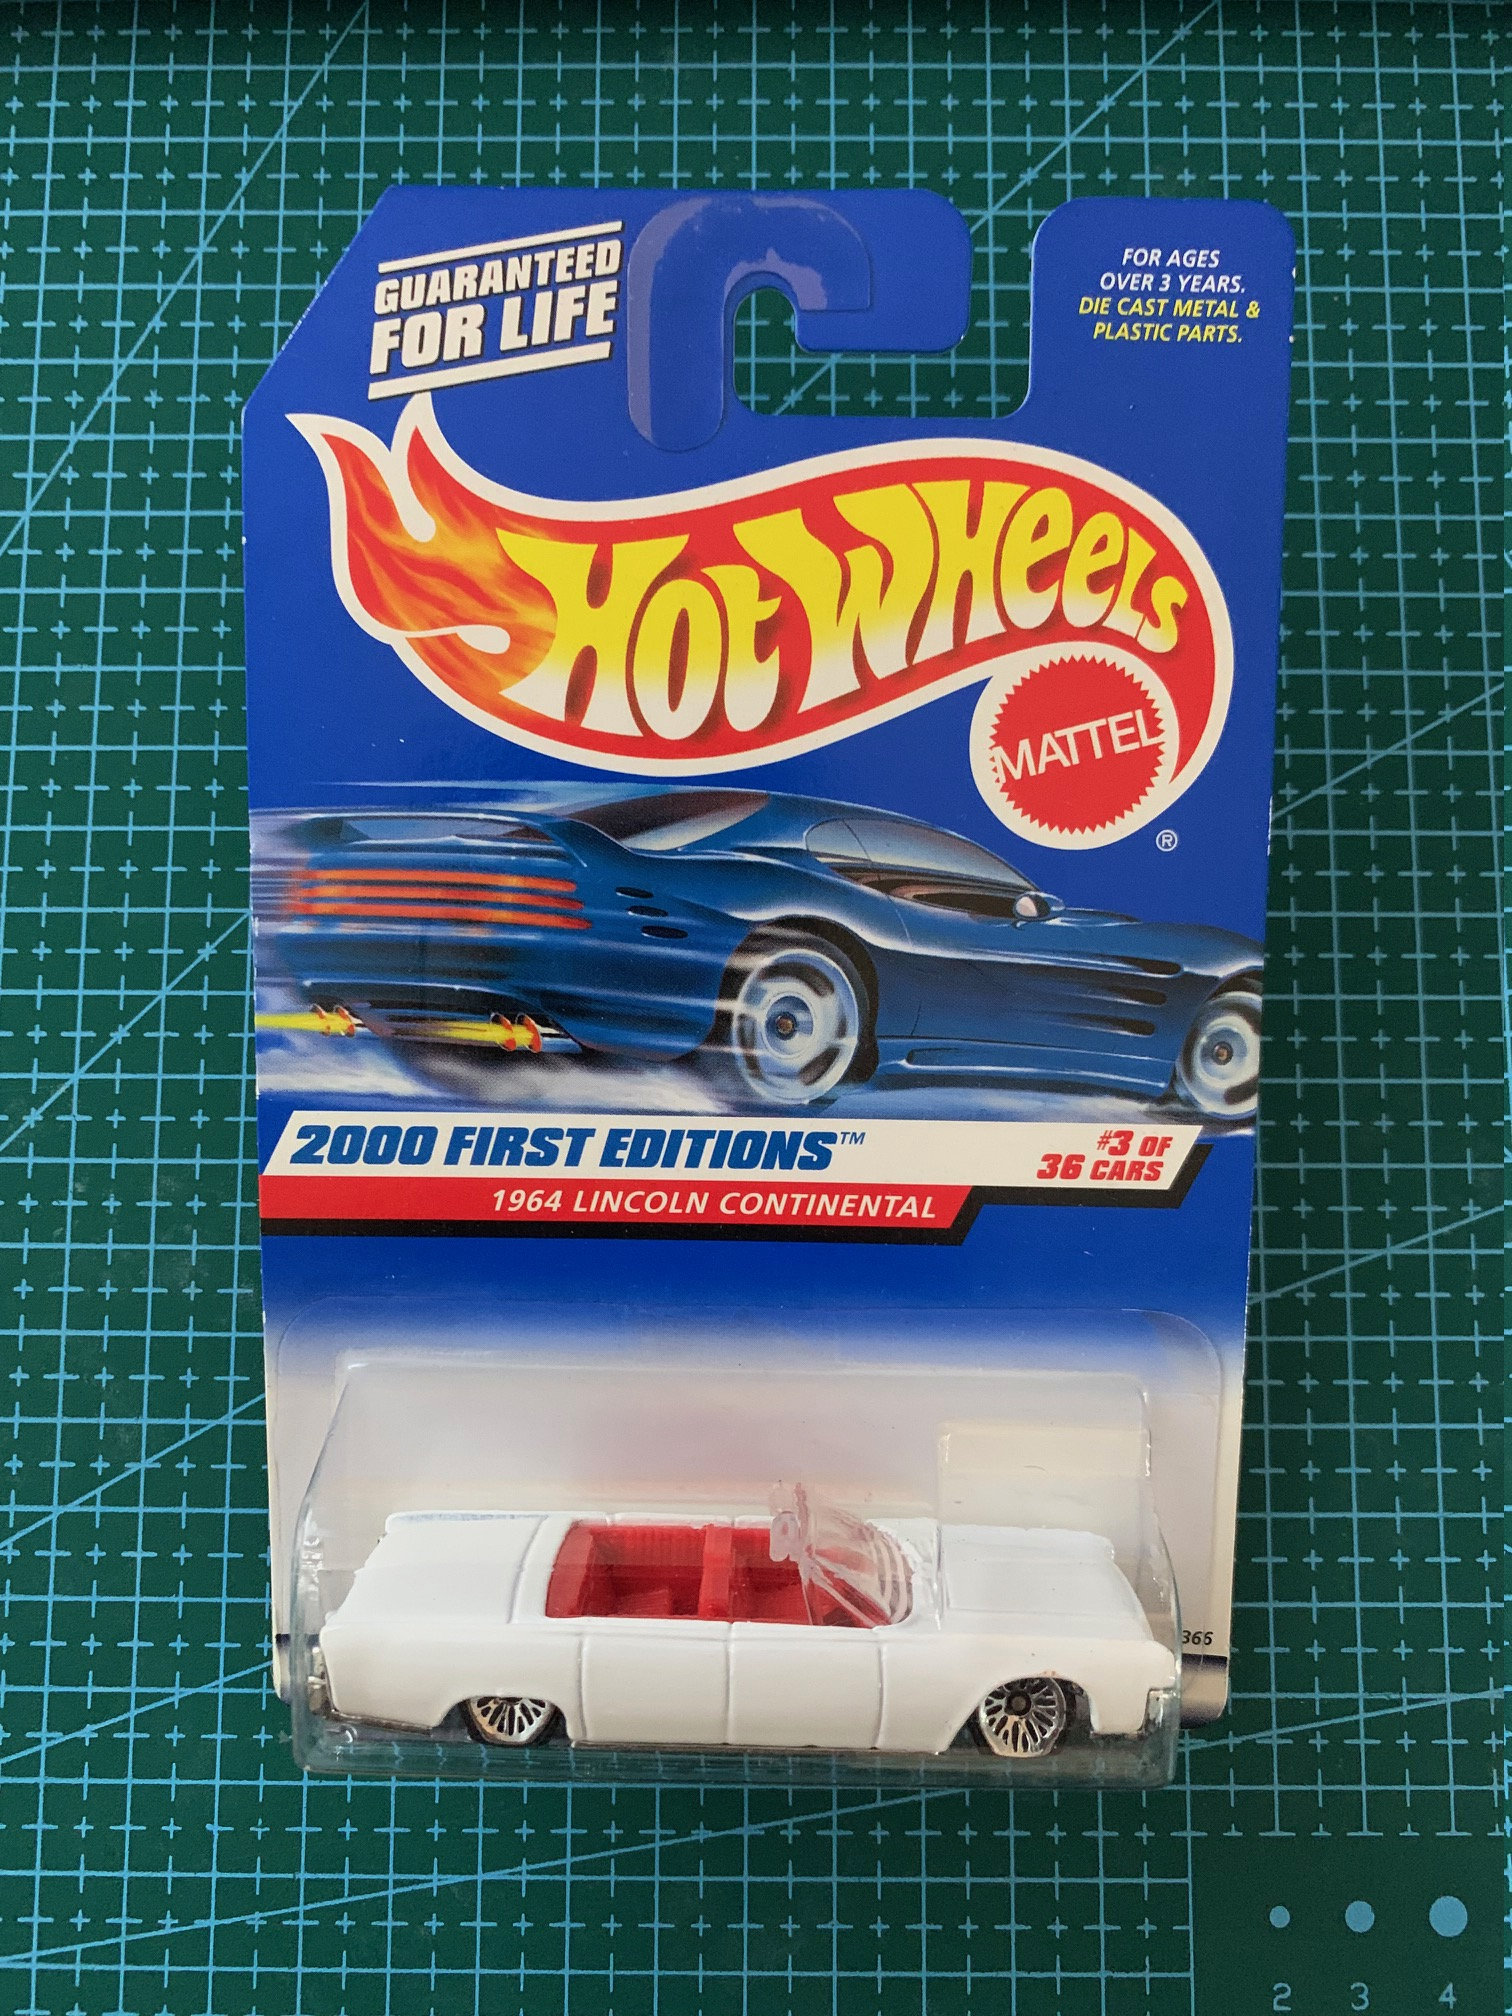 GUARANTEED
FOR LIFE
FOR AGES
OVER 3 YEARS.
DIE CAST METAL &
PLASTIC PARTS.
HOT WHEELS
MATTEL
®
2000 FIRST EDITIONS™
#3 OF
36 CARS
1964 LINCOLN CONTINENTAL
366
2 3 4